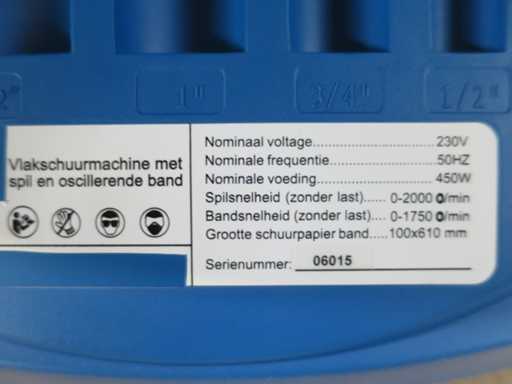 2"
1"
3/4"
1/2"
Vlakschuurmachine met
spil en oscillerende band
Nominaal voltage............... 230V
Nominale frequentie......... 50HZ
Nominale voeding............. 450W
Spilsnelheid (zonder last)..... 0-2000 0/min
Bandsnelheid (zonder last).... 0-1750 0/min
Grootte schuurpapier band..... 100x610 mm
Serienummer: 06015